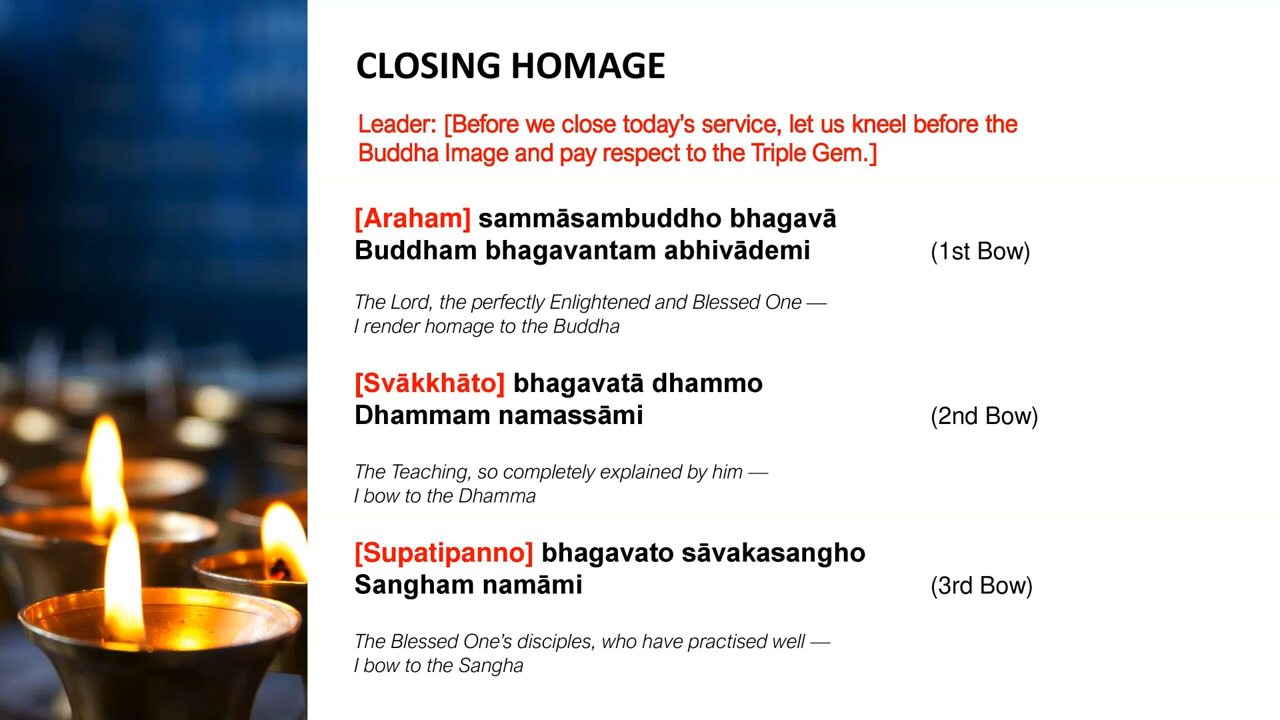 CLOSING HOMAGE
Leader: [Before we close today’s service, let us kneel before the
Buddha Image and pay respect to the Triple Gem.]
[Araham] sammāsambuddho bhagavā
Buddham bhagavantam abhivādemi (1st Bow)
The Lord, the perfectly Enlightened and Blessed One —
I render homage to the Buddha
[Svākkhāto] bhagavatā dhammo
Dhammam namassāmi (2nd Bow)
The Teaching, so completely explained by him —
I bow to the Dhamma
[Supatipanno] bhagavato sāvakasangho
Sangham namāmi (3rd Bow)
The Blessed One’s disciples, who have practised well —
I bow to the Sangha